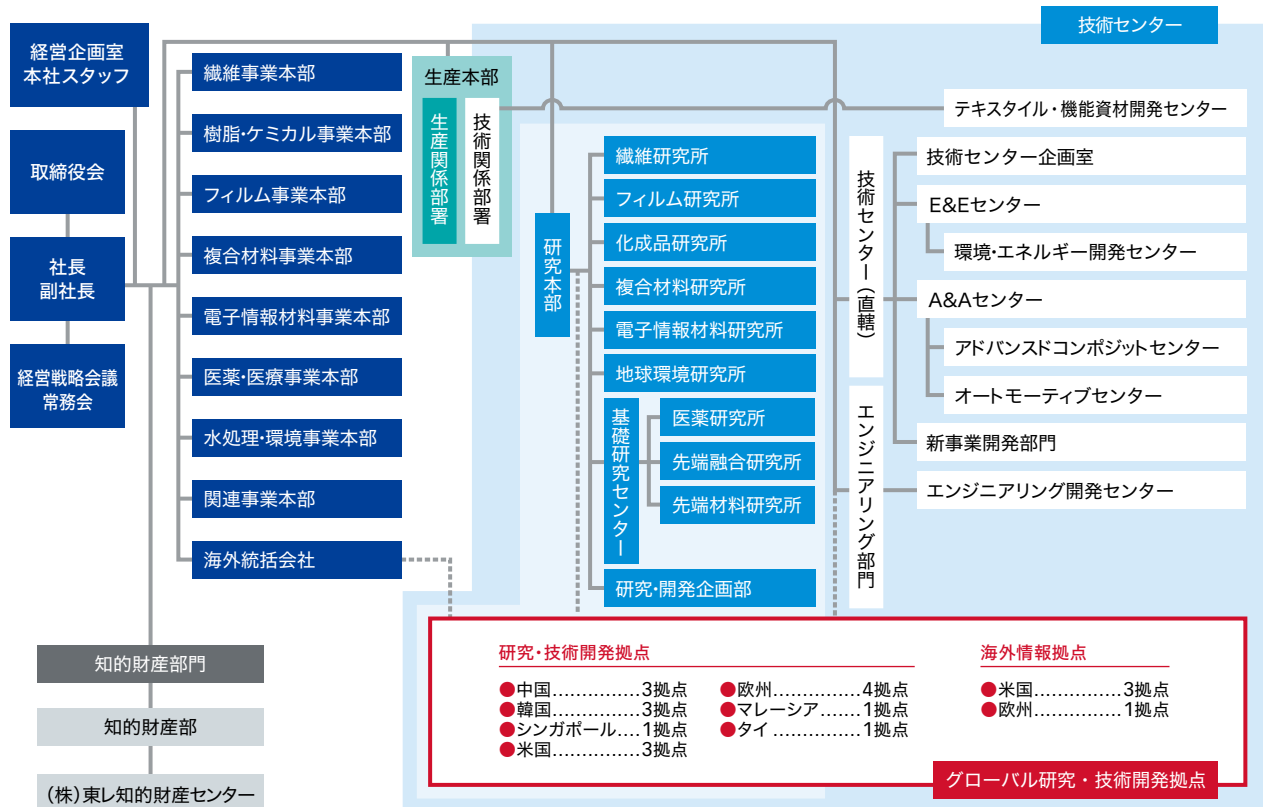 技術センター
経営企画室
本社スタッフ
取締役会
社長
副社長
経営戦略会議
常務会
繊維事業本部
樹脂・ケミカル事業本部
フィルム事業本部
複合材料事業本部
電子情報材料事業本部
医薬・医療事業本部
水処理・環境事業本部
関連事業本部
海外統括会社
知的財産部門
知的財産部
(株)東レ知的財産センター
生産本部
生産関係部署
技術関係部署
研究本部
繊維研究所
フィルム研究所
化成品研究所
複合材料研究所
電子情報材料研究所
地球環境研究所
基礎研究センター
医薬研究所
先端融合研究所
先端材料研究所
研究・開発企画部
技術センター(直轄)
エンジニアリング部門
テキスタイル・機能資材開発センター
技術センター企画室
E&Eセンター
環境・エネルギー開発センター
A&Aセンター
アドバンスドコンポジットセンター
オートモーティブセンター
新事業開発部門
エンジニアリング開発センター
研究・技術開発拠点
●中国...............3拠点
●韓国...............3拠点
●シンガポール....1拠点
●米国...............3拠点
●欧州...............4拠点
●マレーシア.......1拠点
●タイ...............1拠点
海外情報拠点
●米国...............3拠点
●欧州...............1拠点
グローバル研究・技術開発拠点